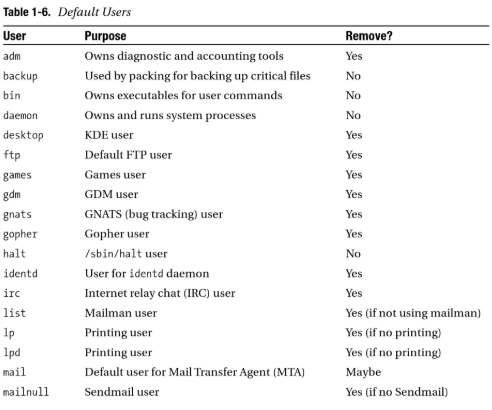 Table 1-6. Default Users
User Purpose Remove?
adm Owns diagnostic and accounting tools Yes
backup Used by packing for backing up critical files No
bin Owns executables for user commands No
daemon Owns and runs system processes No
desktop KDE user Yes
ftp Default FTP user Yes
games Games user Yes
gdm GDM user Yes
gnats GNATS (bug tracking) user Yes
gopher Gopher user Yes
halt /sbin/halt user No
identd User for identd daemon Yes
irc Internet relay chat (IRC) user Yes
list Mailman user Yes (if not using mailman)
lp Printing user Yes (if no printing)
lpd Printing user Yes (if no printing)
mail Default user for Mail Transfer Agent (MTA) Maybe
mailnull Sendmail user Yes (if no Sendmail)